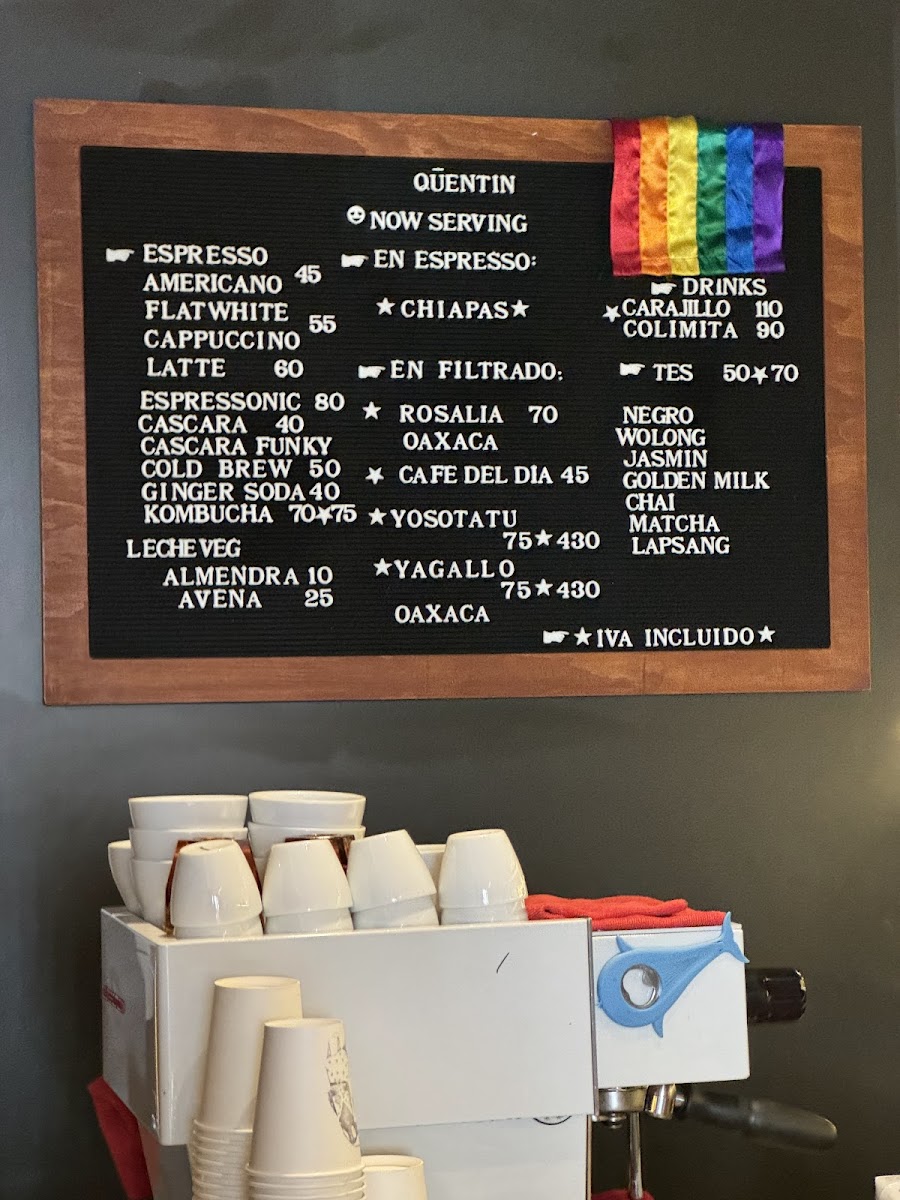 QŪENTIN
NOW SERVING
ESPRESSO
AMERICANO 45
FLATWHITE
CAPPUCCINO 55
LATTE 60
ESPRESSONIC 80
CASCARA 40
CASCARA FUNKY
COLD BREW 50
GINGER SODA 40
KOMBUCHA 70★75
LECHE VEG
ALMENDRA 10
AVENA 25
EN ESPRESSO:
★CHIAPAS★
EN FILTRADO:
★ ROSALIA 70
OAXACA
★ CAFE DEL DIA 45
★YOSOTATU
75★430
★YAGALLO
75★430
OAXACA
DRINKS
★CARAJILLO 110
COLIMITA 90
TES 50★70
NEGRO
WOLONG
JASMIN
GOLDEN MILK
CHAI
MATCHA
LAPSANG
★IVA INCLUIDO★